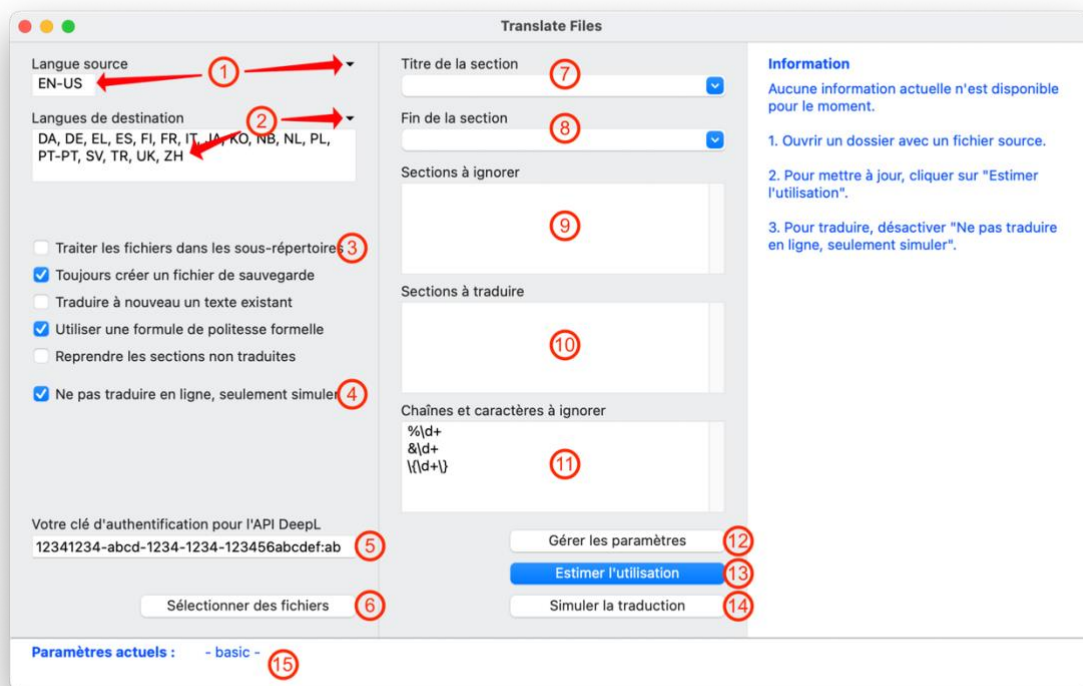 Translate Files
Langue source
EN-US
1
Langues de destination
2
DA, DE, EL, ES, FI, FR, IT, JA, KO, NB, NL, PL,
PT-PT, SV, TR, UK, ZH
Traiter les fichiers dans les sous-répertoires
3
Toujours créer un fichier de sauvegarde
Traduire à nouveau un texte existant
Utiliser une formule de politesse formelle
Reprendre les sections non traduites
Ne pas traduire en ligne, seulement simuler
4
Votre clé d'authentification pour l'API DeepL
12341234-abcd-1234-1234-123456abcdef:ab
5
Sélectionner des fichiers
6
Titre de la section
7
Fin de la section
8
Sections à ignorer
9
Sections à traduire
10
Chaînes et caractères à ignorer
%\d+
&\d+
\{\d+\}
11
Gérer les paramètres
12
Estimer l'utilisation
13
Simuler la traduction
14
Information
Aucune information actuelle n'est disponible
pour le moment.
1. Ouvrir un dossier avec un fichier source.
2. Pour mettre à jour, cliquer sur "Estimer
l'utilisation".
3. Pour traduire, désactiver "Ne pas traduire
en ligne, seulement simuler".
Paramètres actuels : - basic -
15